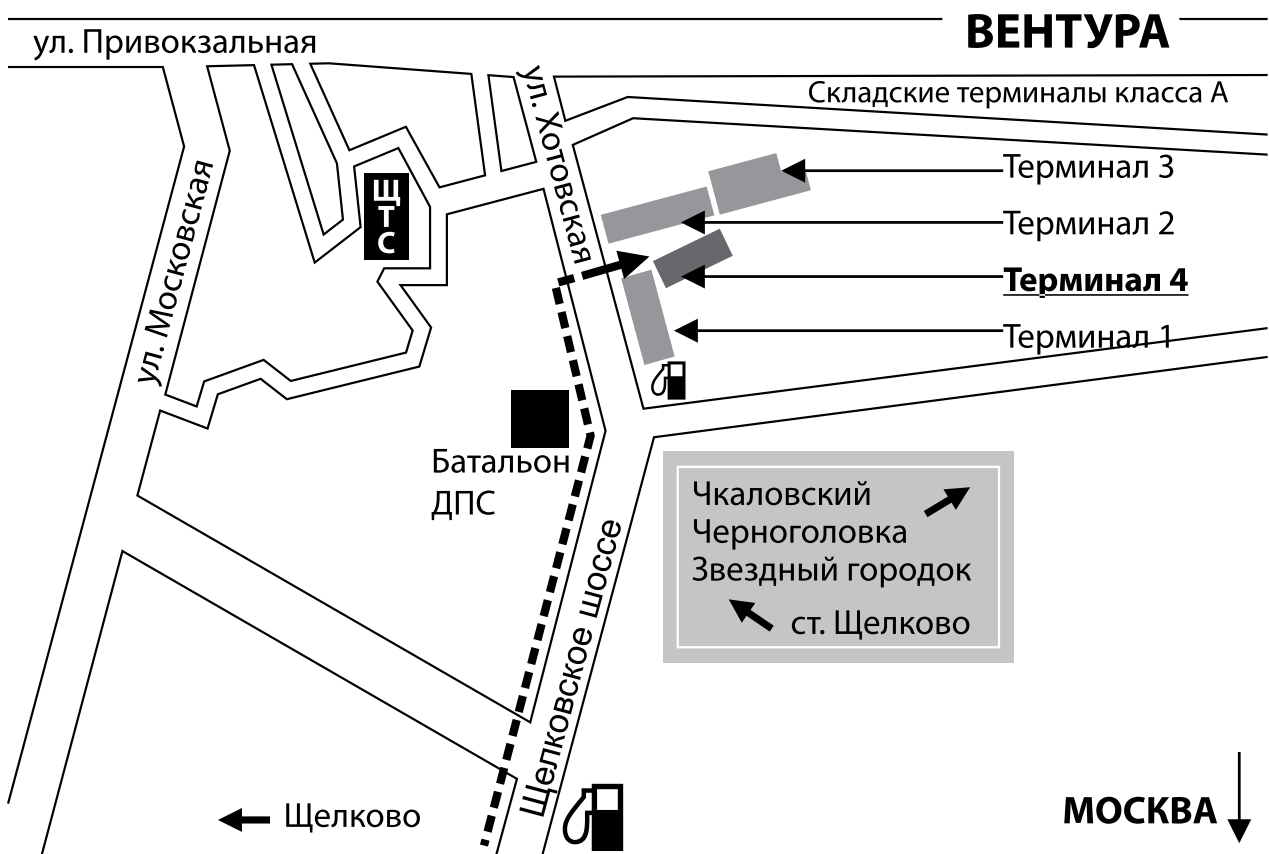 ВЕНТУРА
ул. Привокзальная
Складские терминалы класса А
ул. Хотовская
ул. Московская
ЩТС
Терминал 3
Терминал 2
Терминал 4
Терминал 1
Батальон
ДПС
Чкаловский
Черноголовка
Звездный городок
ст. Щелково
Щелковское шоссе
Щелково
МОСКВА